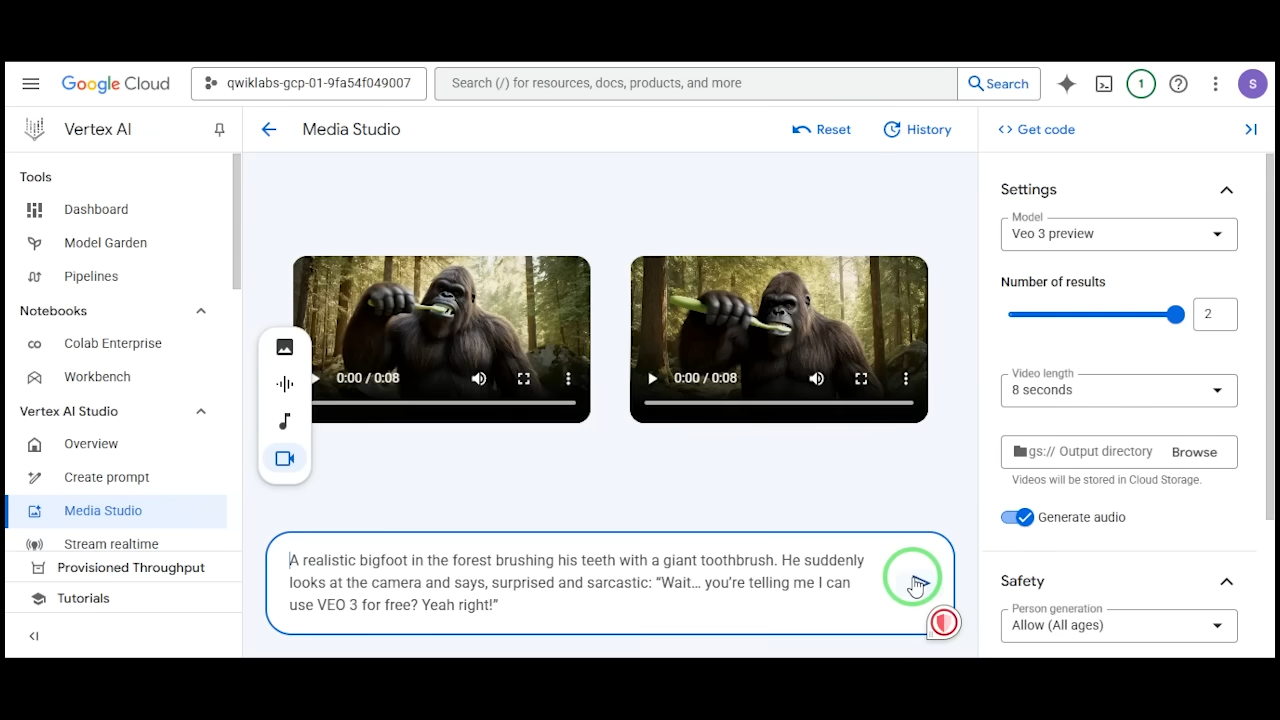 Google Cloud
qwiklabs-gcp-01-9fa54f049007
Search (/) for resources, docs, products, and more
Search
1
S
Vertex AI
Media Studio
Reset
History
Get code
Tools
Dashboard
Model Garden
Pipelines
Notebooks
Colab Enterprise
Workbench
Vertex AI Studio
Overview
Create prompt
Media Studio
Stream realtime
Provisioned Throughput
Tutorials
0:00 / 0:08
0:00 / 0:08
A realistic bigfoot in the forest brushing his teeth with a giant toothbrush. He suddenly
looks at the camera and says, surprised and sarcastic: “Wait… you’re telling me I can
use VEO 3 for free? Yeah right!”
Settings
Model
Veo 3 preview
Number of results
2
Video length
8 seconds
gs:// Output directory
Browse
Videos will be stored in Cloud Storage.
Generate audio
Safety
Person generation
Allow (All ages)